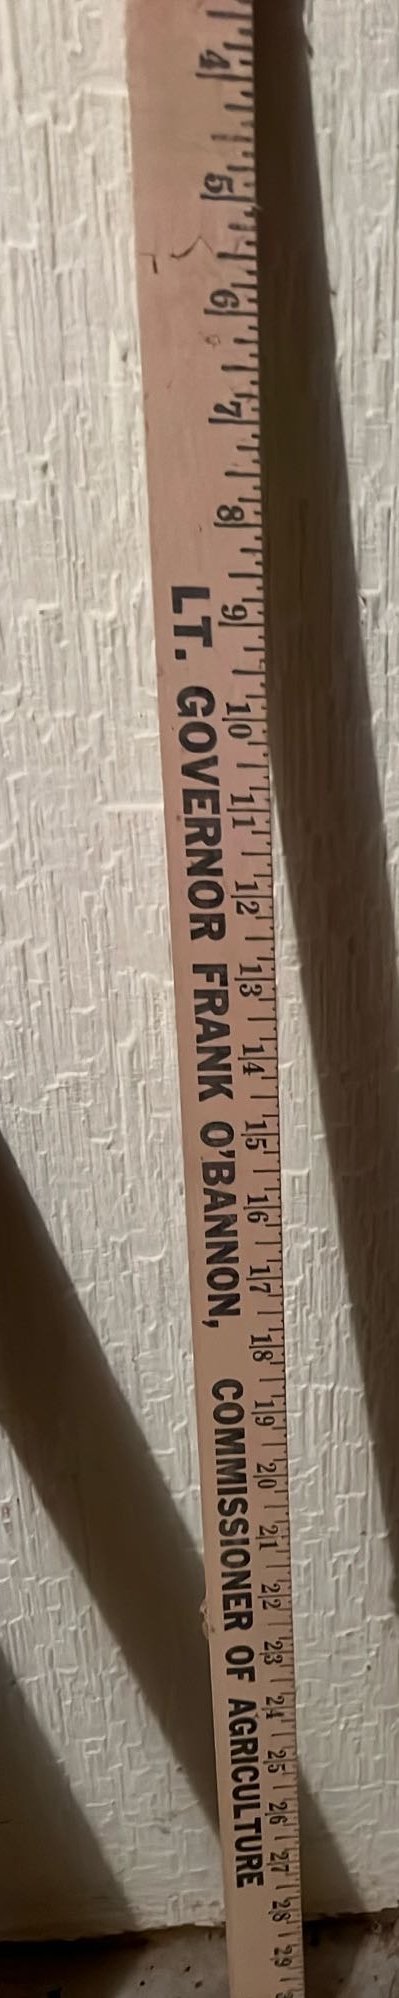 4 5 6 7 8 9 10 11 12 13 14 15 16 17 18 19 20 21 22 23 24 25 26 27 28 29
LT. GOVERNOR FRANK O'BANNON, COMMISSIONER OF AGRICULTURE